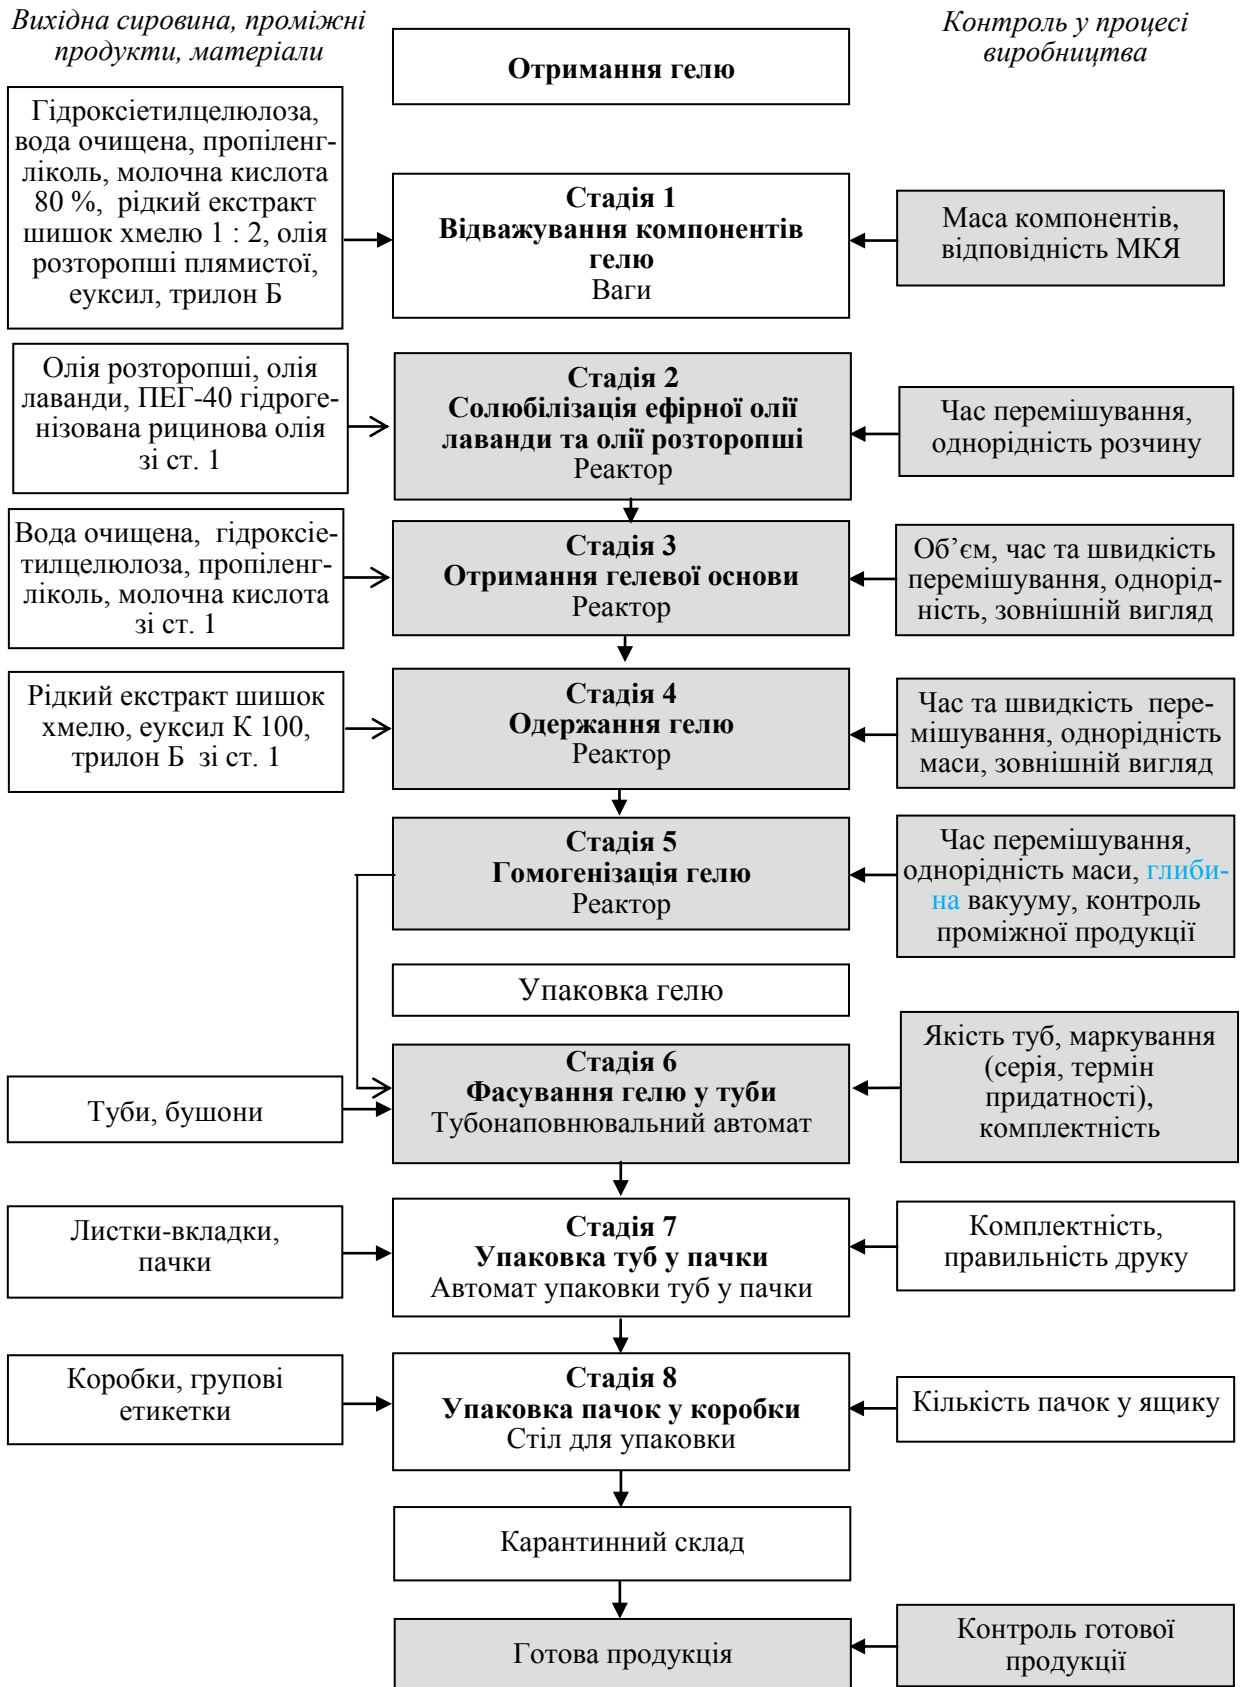 Вихідна сировина, проміжні
продукти, матеріали
Отримання гелю
Контроль у процесі
виробництва
Гідроксіетилцелюлоза,
вода очищена, пропіленг-
ліколь, молочна кислота
80 %, рідкий екстракт
шишок хмелю 1 : 2, олія
розторопші плямистої,
еуксил, трилон Б
Стадія 1
Відважування компонентів
гелю
Ваги
Маса компонентів,
відповідність МКЯ
Олія розторопші, олія
лаванди, ПЕГ-40 гідроге-
нізована рицинова олія
зі ст. 1
Стадія 2
Солюбілізація ефірної олії
лаванди та олії розторопші
Реактор
Час перемішування,
однорідність розчину
Вода очищена, гідроксіе-
тилцелюлоза, пропіленг-
ліколь, молочна кислота
зі ст. 1
Стадія 3
Отримання гелевої основи
Реактор
Об’єм, час та швидкість
перемішування, однорід-
ність, зовнішній вигляд
Рідкий екстракт шишок
хмелю, еуксил К 100,
трилон Б зі ст. 1
Стадія 4
Одержання гелю
Реактор
Час та швидкість пере-
мішування, однорідність
маси, зовнішній вигляд
Стадія 5
Гомогенізація гелю
Реактор
Час перемішування,
однорідність маси, глиби-
на вакууму, контроль
проміжної продукції
Упаковка гелю
Туби, бушони
Стадія 6
Фасування гелю у туби
Тубонаповнювальний автомат
Якість туб, маркування
(серія, термін
придатності),
комплектність
Листки-вкладки,
пачки
Стадія 7
Упаковка туб у пачки
Автомат упаковки туб у пачки
Комплектність,
правильність друку
Коробки, групові
етикетки
Стадія 8
Упаковка пачок у коробки
Стіл для упаковки
Кількість пачок у ящику
Карантинний склад
Готова продукція
Контроль готової
продукції